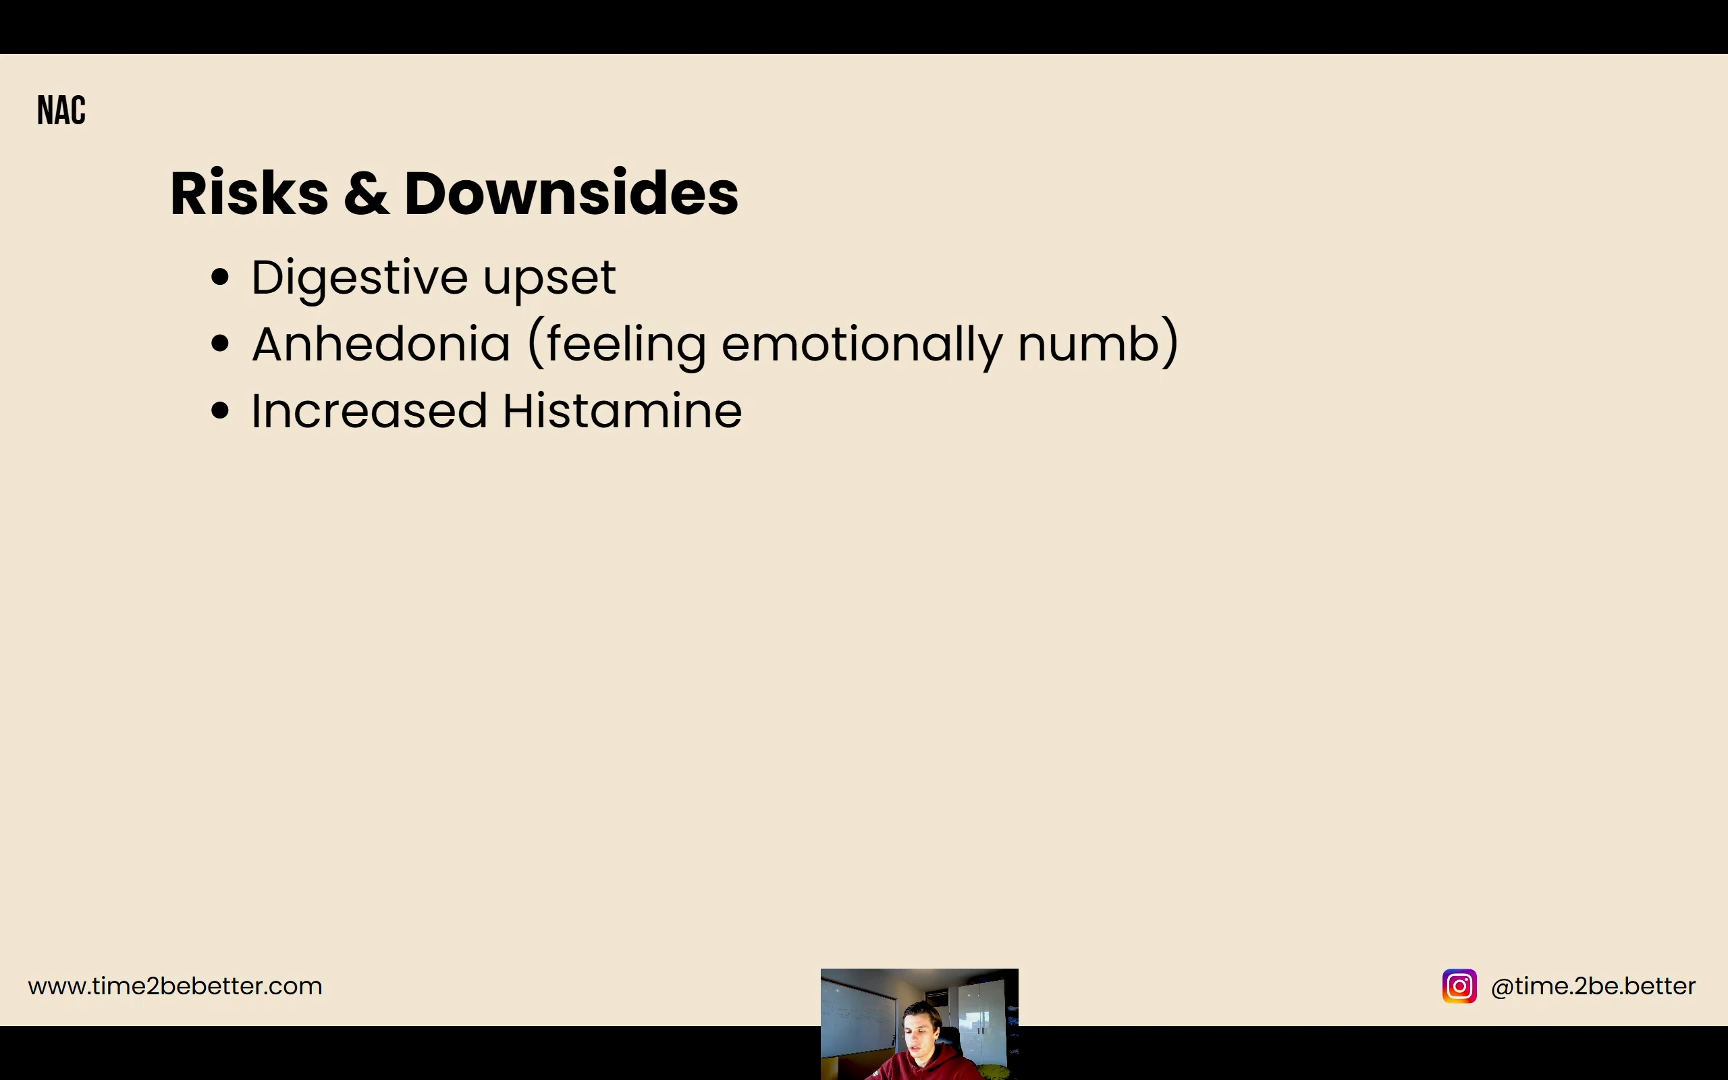 NAC
Risks & Downsides
• Digestive upset
• Anhedonia (feeling emotionally numb)
• Increased Histamine
www.time2bebetter.com
@time.2be.better